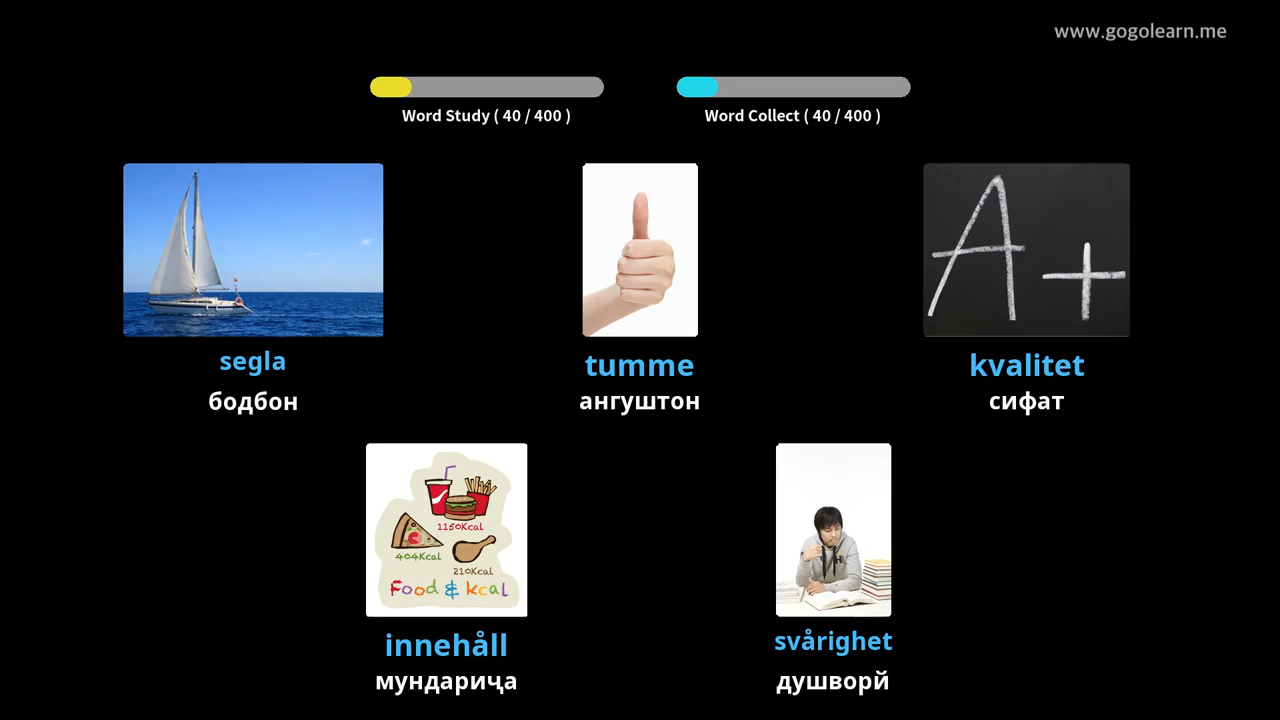 www.gogolearn.me
Word Study ( 40 / 400 )
Word Collect ( 40 / 400 )
segla
бодбон
tumme
ангуштон
A+
kvalitet
сифат
1150Kcal
404Kcal
210Kcal
Food & kcal
innehåll
мундариҷа
svårighet
душворй